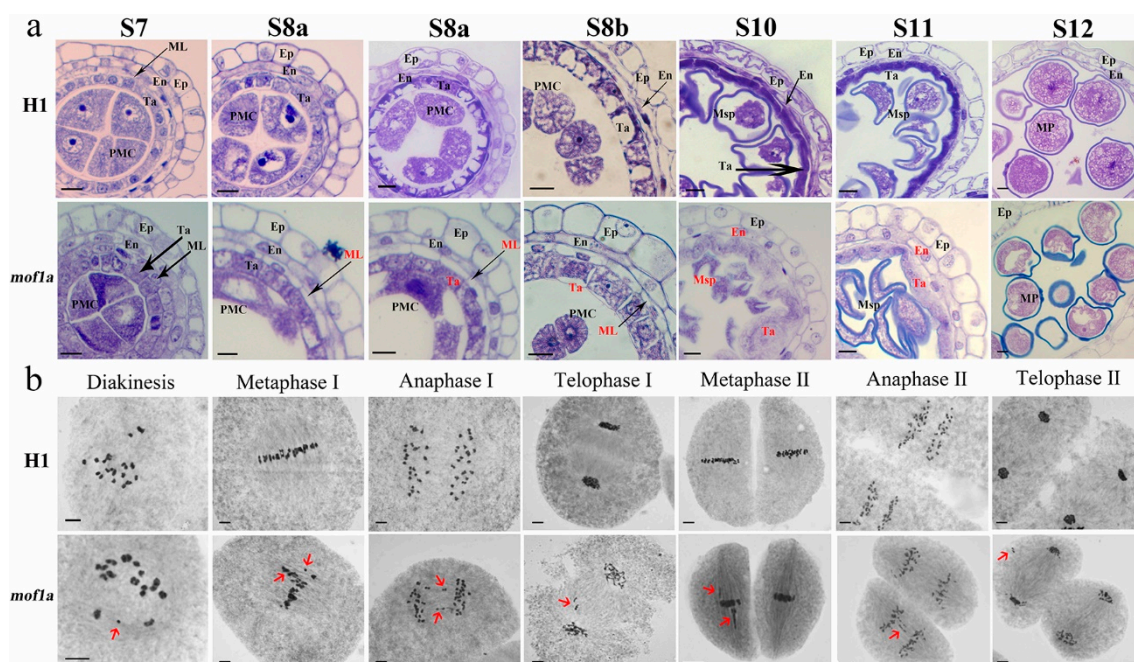 a S7 S8a S8a S8b S10 S11 S12
H1
ML En Ep Ta PMC
Ep En Ta PMC
Ep En Ta PMC
PMC Ep En Ta
Ep En Msp Ta
Ep En Ta Msp
Ep En MP
mof1a
Ta En Ep ML PMC
Ep En Ta ML PMC
Ep En Ta ML PMC
Ep En Ta PMC ML
Ep En Msp Ta
Ep En Ta Msp
Ep MP
b Diakinesis Metaphase I Anaphase I Telophase I Metaphase II Anaphase II Telophase II
H1
mof1a